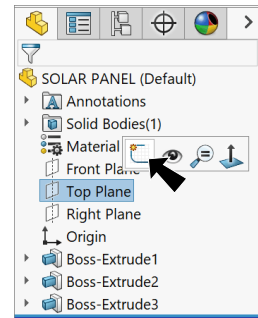 SOLAR PANEL (Default)
Annotations
Solid Bodies(1)
Material
Front Plane
Top Plane
Right Plane
Origin
Boss-Extrude1
Boss-Extrude2
Boss-Extrude3